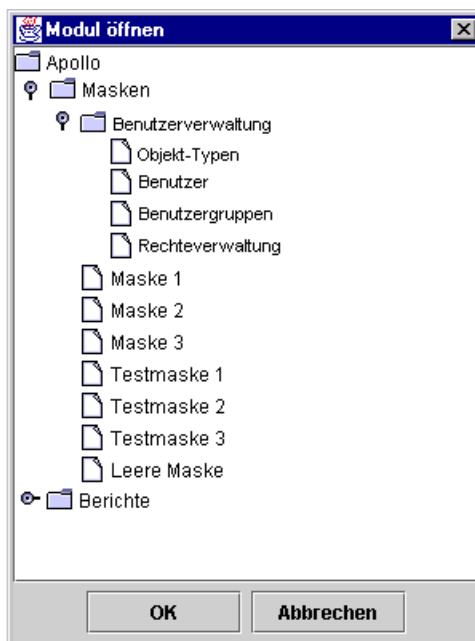 Modul öffnen
Apollo
Masken
Benutzerverwaltung
Objekt-Typen
Benutzer
Benutzergruppen
Rechteverwaltung
Maske 1
Maske 2
Maske 3
Testmaske 1
Testmaske 2
Testmaske 3
Leere Maske
Berichte
OK Abbrechen